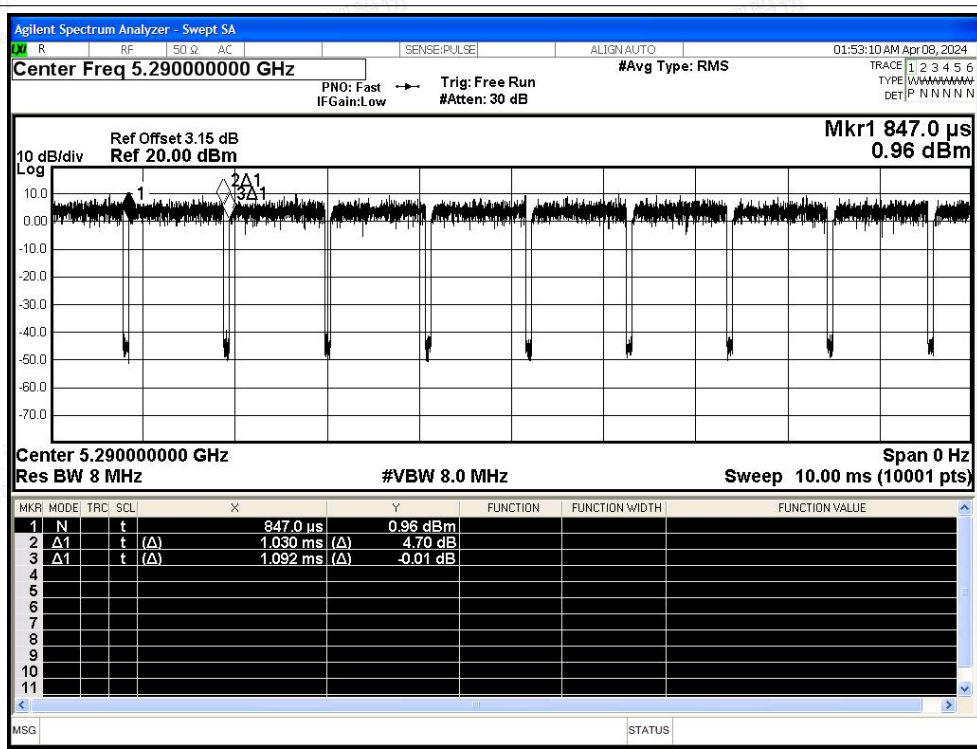 Agilent Spectrum Analyzer - Swept SA
LXI R RF 50 Ω AC SENSE:PULSE ALIGN AUTO 01:53:10 AM Apr 08, 2024
Center Freq 5.290000000 GHz #Avg Type: RMS TRACE 1 2 3 4 5 6
PNO: Fast Trig: Free Run TYPE W
IFGain:Low #Atten: 30 dB DET P N N N N N
Mkr1 847.0 µs
Ref Offset 3.15 dB
10 dB/div Ref 20.00 dBm 0.96 dBm
Log
1 2Δ1
3Δ1
10.0
0.00
-10.0
-20.0
-30.0
-40.0
-50.0
-60.0
-70.0
Center 5.290000000 GHz Span 0 Hz
Res BW 8 MHz #VBW 8.0 MHz Sweep 10.00 ms (10001 pts)
MKR MODE TRC SCL X Y FUNCTION FUNCTION WIDTH FUNCTION VALUE
1 N t 847.0 µs 0.96 dBm
2 Δ1 t (Δ) 1.030 ms (Δ) 4.70 dB
3 Δ1 t (Δ) 1.092 ms (Δ) -0.01 dB
4
5
6
7
8
9
10
11
MSG STATUS